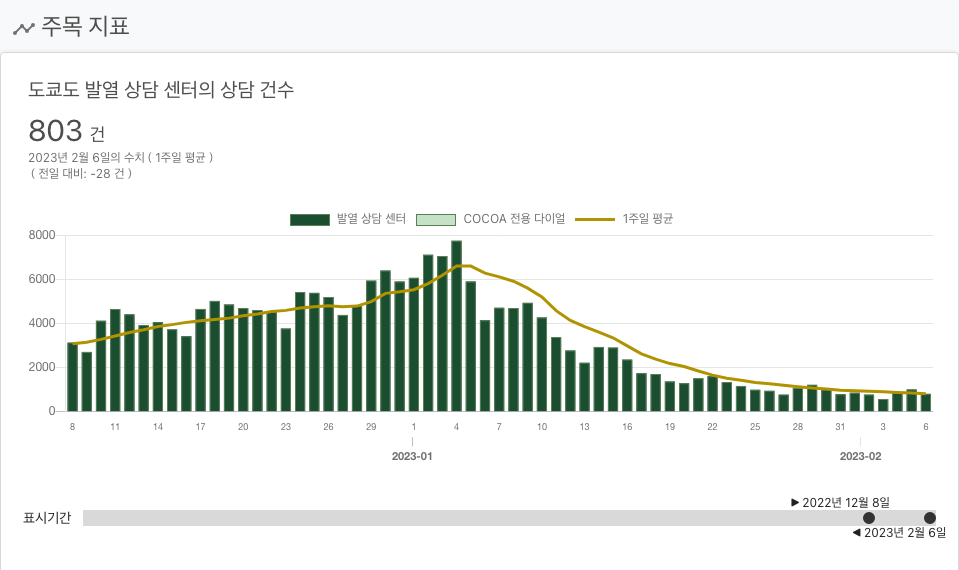 주목 지표
도쿄도 발열 상담 센터의 상담 건수
803 건
2023년 2월 6일의 수치 ( 1주일 평균 )
( 전일 대비: -28 건 )
발열 상담 센터 COCOA 전용 다이얼 1주일 평균
8000
6000
4000
2000
0
8 11 14 17 20 23 26 29 1 4 7 10 13 16 19 22 25 28 31 3 6
2023-01 2023-02
▶ 2022년 12월 8일
표시기간
◀ 2023년 2월 6일